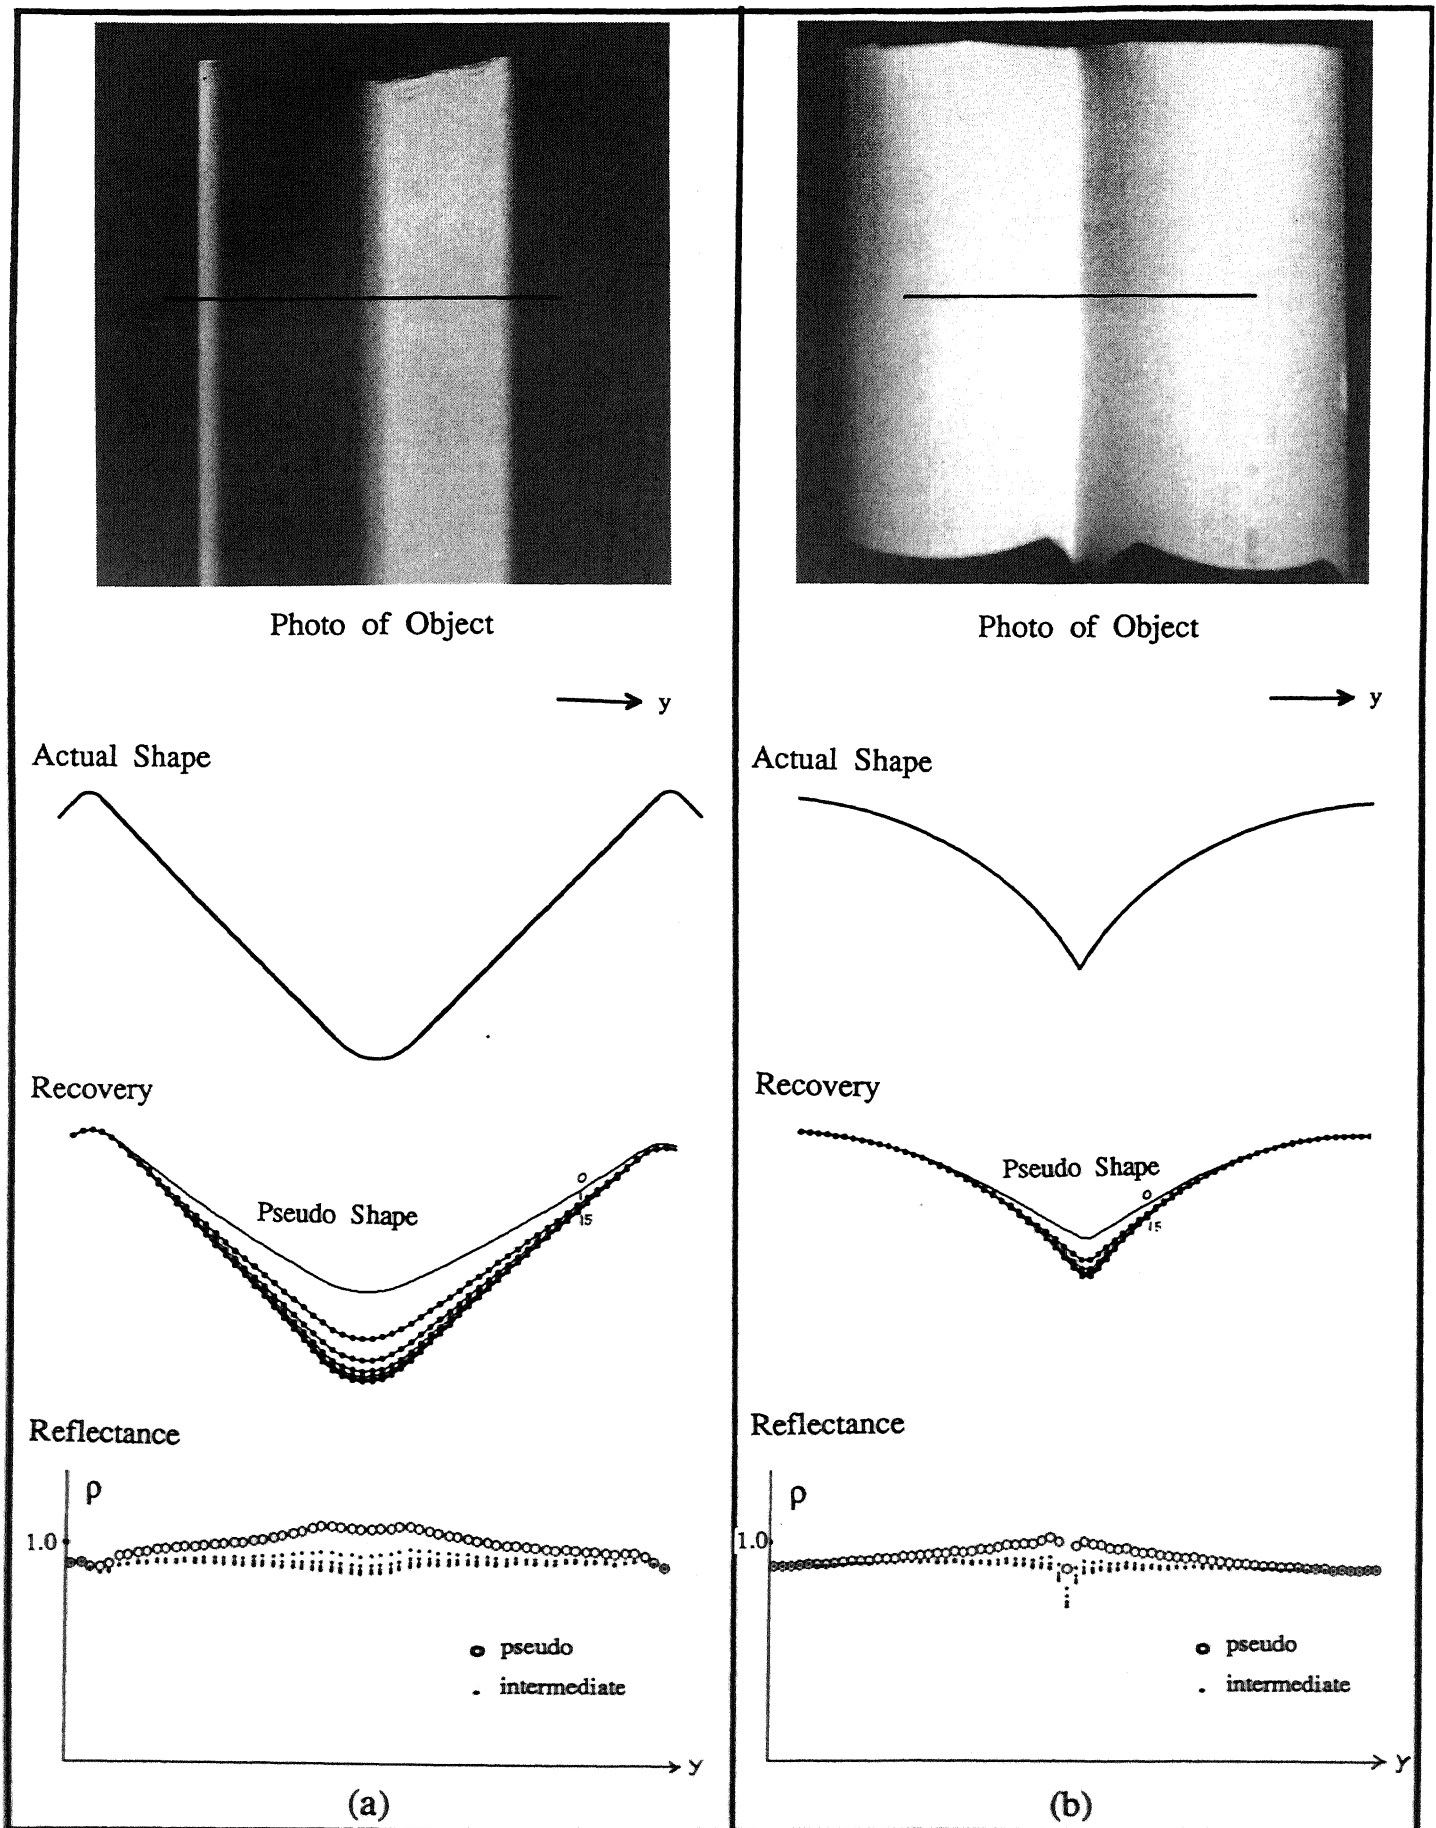 Photo of Object
y
Actual Shape
Recovery
Pseudo Shape
0
15
Reflectance
ρ
1.0
pseudo
intermediate
y
(a)
Photo of Object
y
Actual Shape
Recovery
Pseudo Shape
0
15
Reflectance
ρ
1.0
pseudo
intermediate
y
(b)